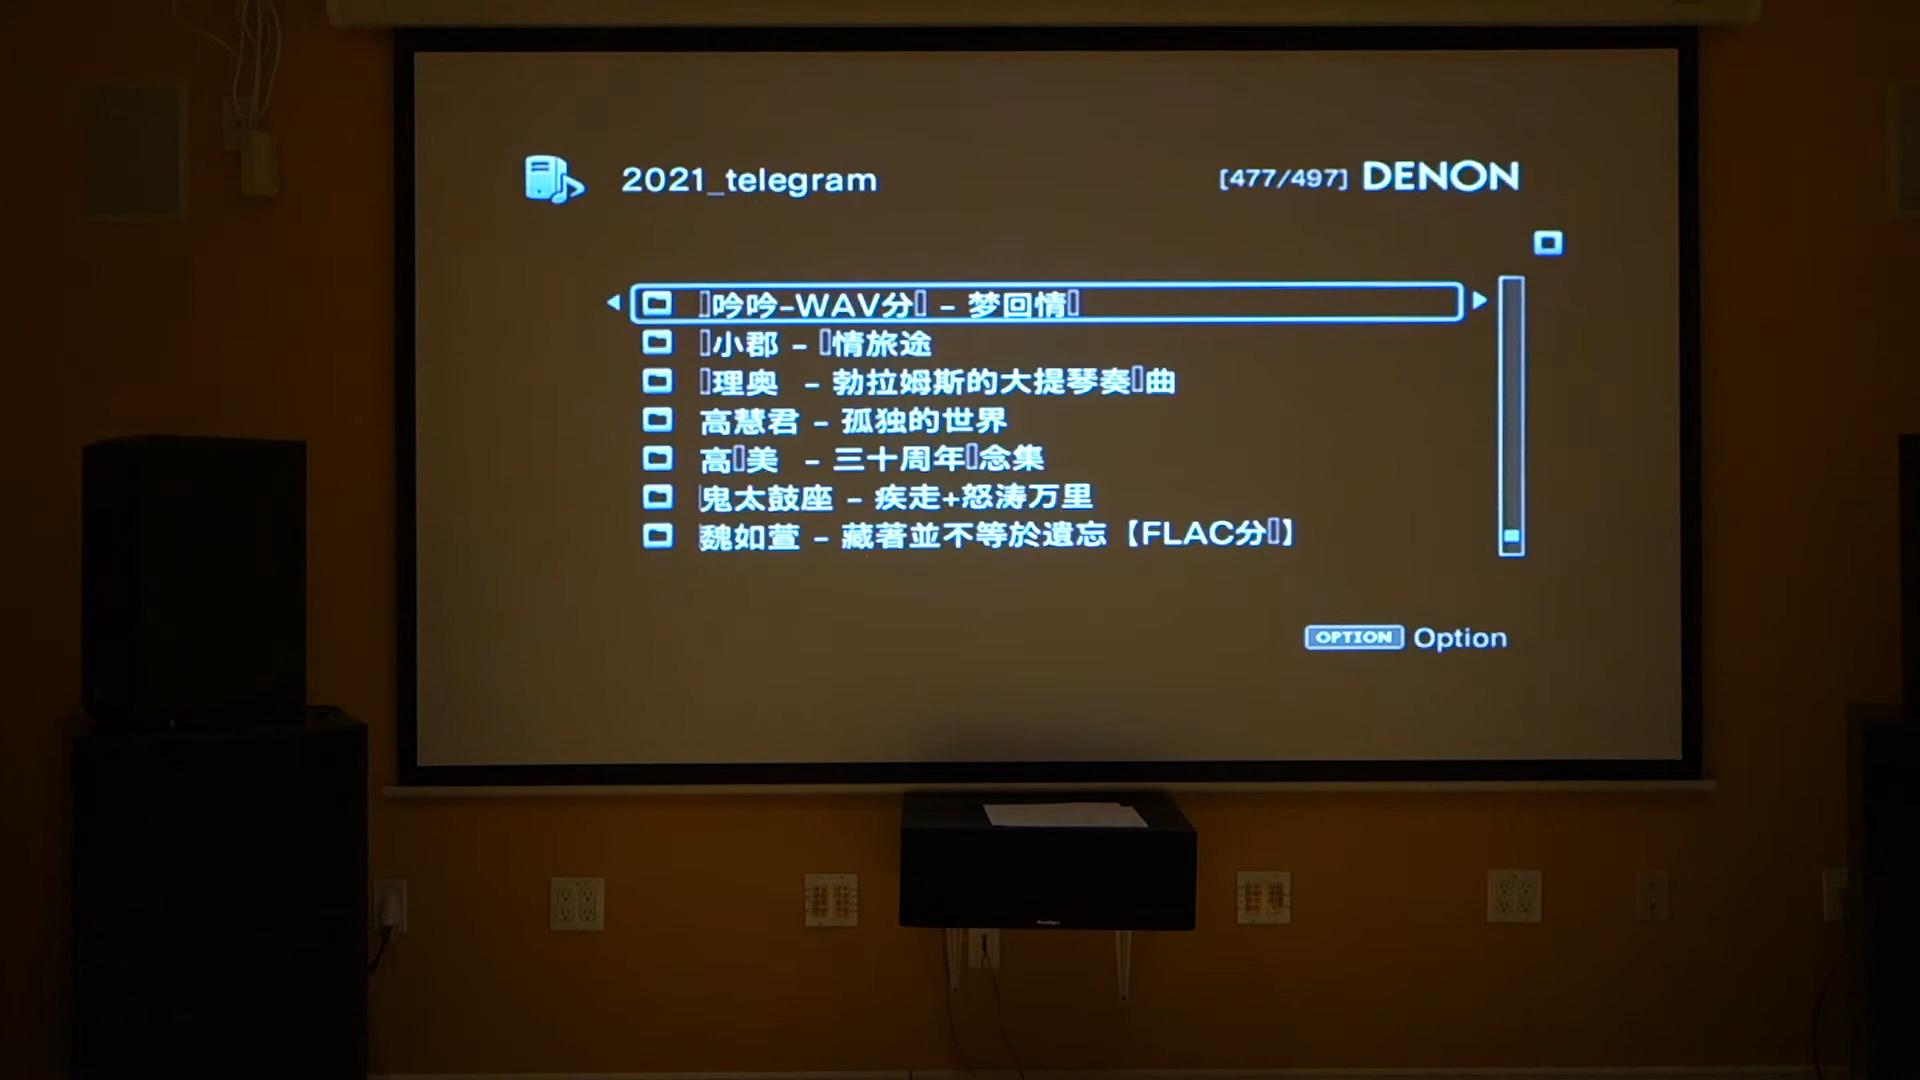 2021_telegram
[477/497] DENON
▯吟吟-WAV分▯ - 梦回情▯
▯小郡 - ▯情旅途
▯理奥 - 勃拉姆斯的大提琴奏▯曲
高慧君 - 孤独的世界
高▯美 - 三十周年▯念集
鬼太鼓座 - 疾走+怒涛万里
魏如萱 - 藏著並不等於遺忘【FLAC分▯】
OPTION Option